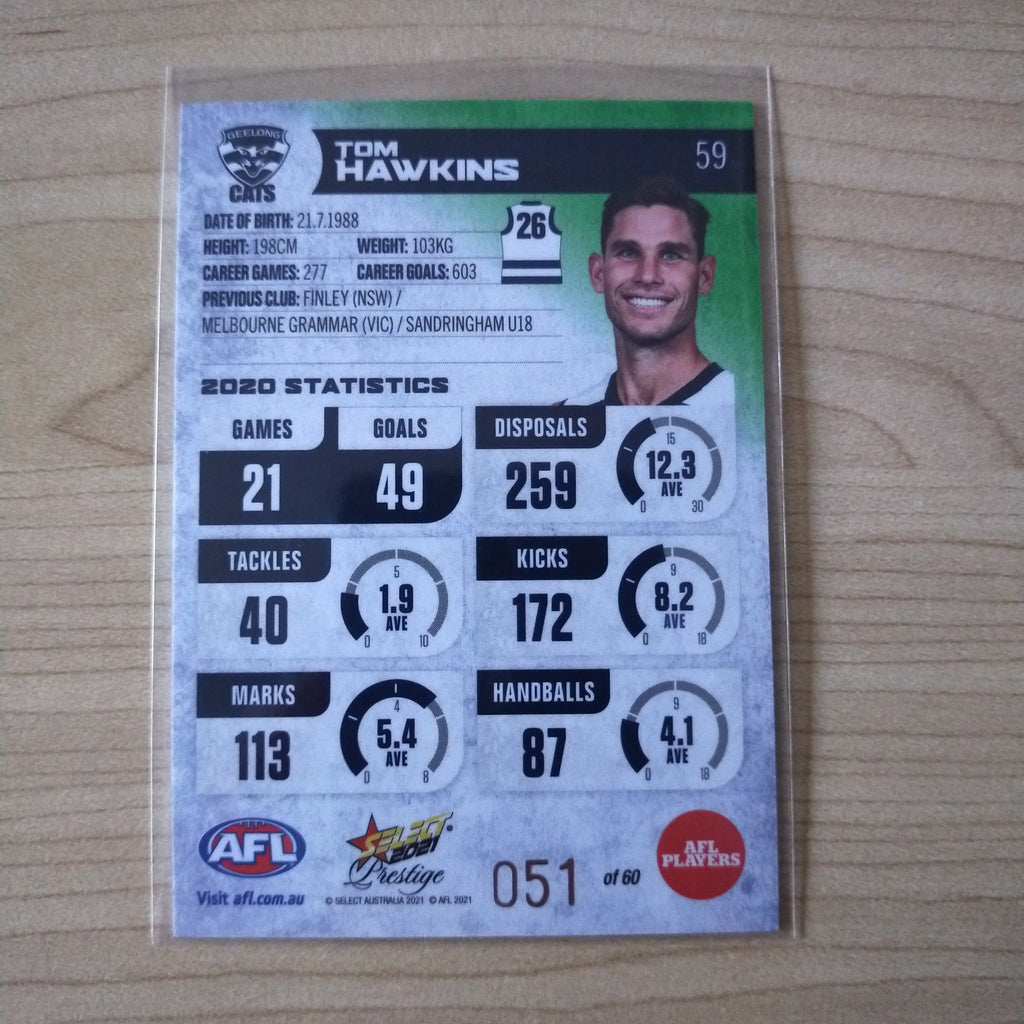 GEELONG
CATS
TOM
HAWKINS
59
DATE OF BIRTH: 21.7.1988
HEIGHT: 198CM WEIGHT: 103KG
CAREER GAMES: 277 CAREER GOALS: 603
PREVIOUS CLUB: FINLEY (NSW) /
MELBOURNE GRAMMAR (VIC) / SANDRINGHAM U18
26
2020 STATISTICS
GAMES GOALS
21 49
DISPOSALS
259
15
12.3
AVE
0 30
TACKLES
40
5
1.9
AVE
0 10
KICKS
172
9
8.2
AVE
0 18
MARKS
113
4
5.4
AVE
0 8
HANDBALLS
87
9
4.1
AVE
0 18
AFL
Visit afl.com.au
SELECT
2021
Prestige
© SELECT AUSTRALIA 2021 © AFL 2021
051 of 60
AFL
PLAYERS